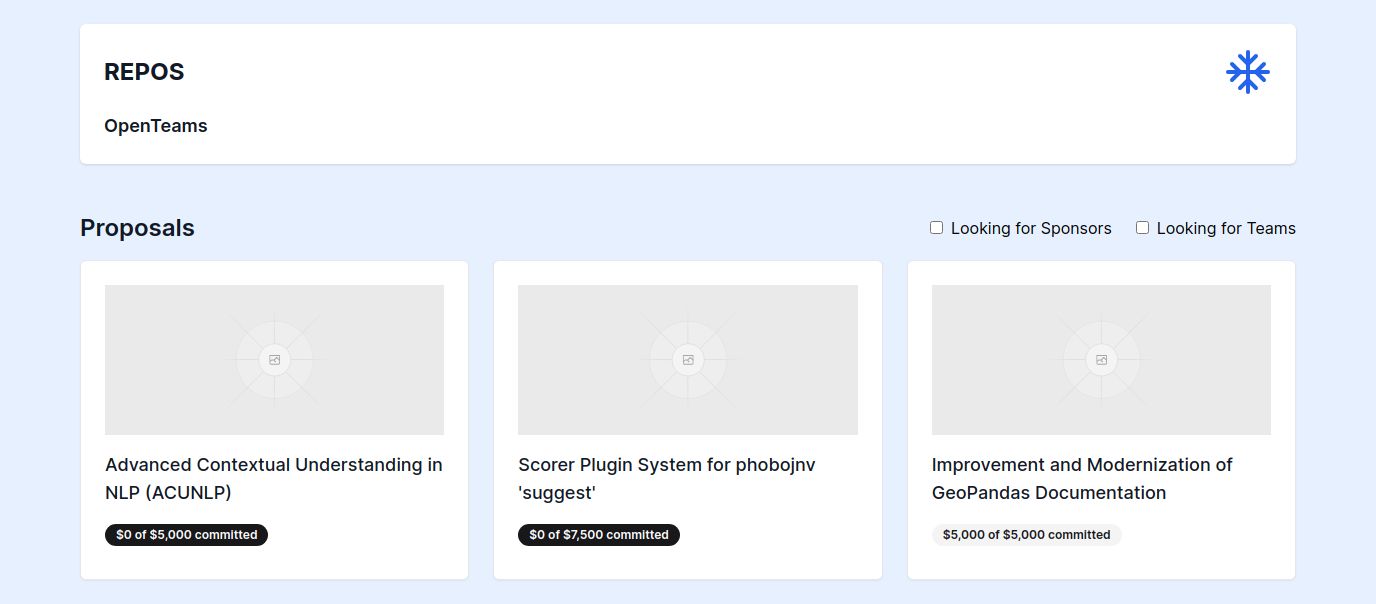 REPOS
OpenTeams
Proposals
Looking for Sponsors
Looking for Teams
Advanced Contextual Understanding in
NLP (ACUNLP)
$0 of $5,000 committed
Scorer Plugin System for phobojnv
'suggest'
$0 of $7,500 committed
Improvement and Modernization of
GeoPandas Documentation
$5,000 of $5,000 committed